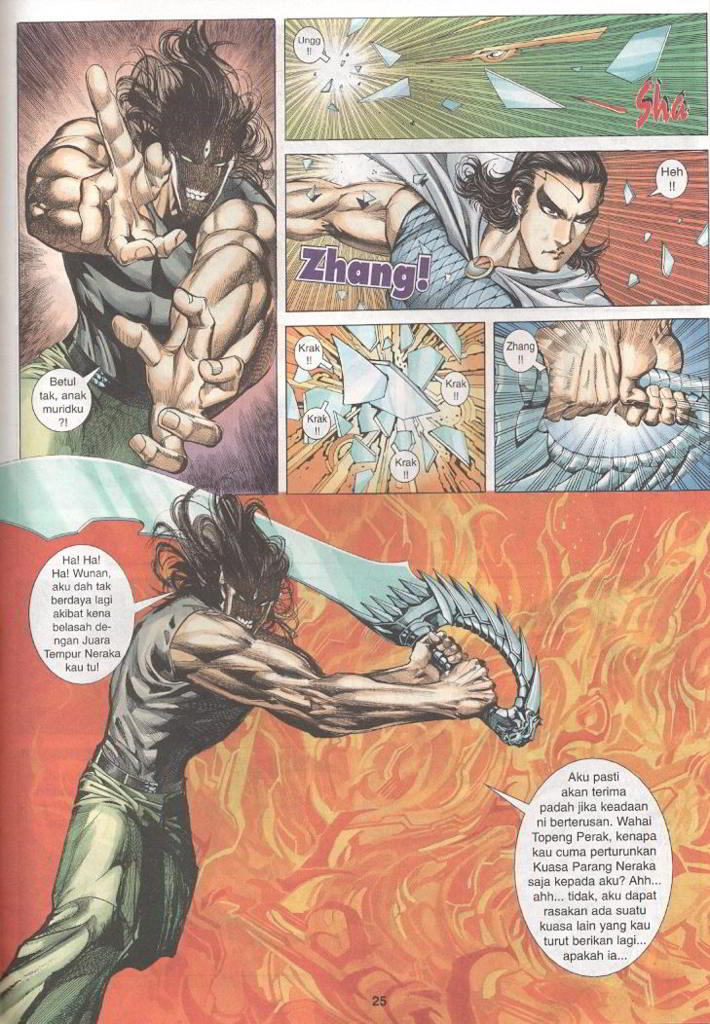 Betul
tak, anak
muridku
?!
Ungg
!!
Sha
Heh
!!
Zhang!
Krak
!!
Krak
!!
Krak
!!
Krak
!!
Zhang
!!
Ha! Ha!
Ha! Wunan,
aku dah tak
berdaya lagi
akibat kena
belasah de-
ngan Juara
Tempur Neraka
kau tu!
Aku pasti
akan terima
padah jika keadaan
ni berterusan. Wahai
Topeng Perak, kenapa
kau cuma perturunkan
Kuasa Parang Neraka
saja kepada aku? Ahh...
ahh... tidak, aku dapat
rasakan ada suatu
kuasa lain yang kau
turut berikan lagi...
apakah ia...
25